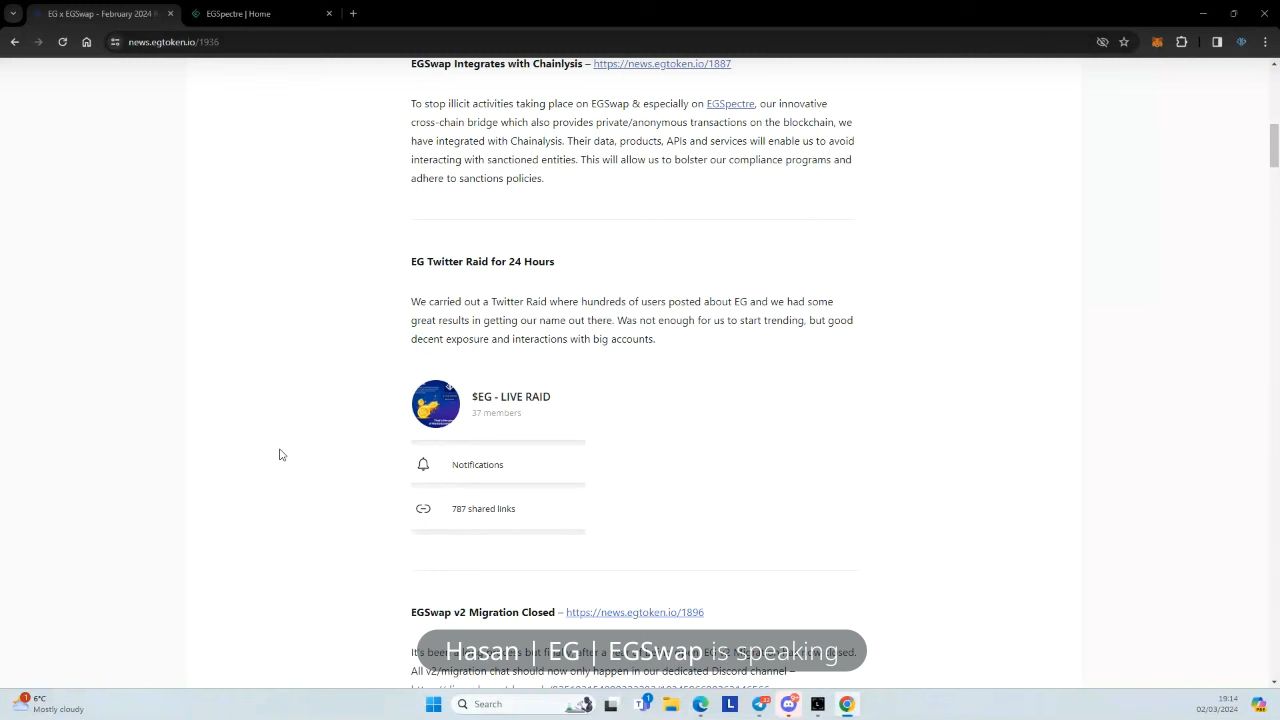 EG x EGSwap - February 2024 R
EGSpectre | Home
news.egtoken.io/1936
EGSwap Integrates with Chainlysis – https://news.egtoken.io/1887
To stop illicit activities taking place on EGSwap & especially on EGSpectre, our innovative
cross-chain bridge which also provides private/anonymous transactions on the blockchain, we
have integrated with Chainalysis. Their data, products, APIs and services will enable us to avoid
interacting with sanctioned entities. This will allow us to bolster our compliance programs and
adhere to sanctions policies.
EG Twitter Raid for 24 Hours
We carried out a Twitter Raid where hundreds of users posted about EG and we had some
great results in getting our name out there. Was not enough for us to start trending, but good
decent exposure and interactions with big accounts.
$EG - LIVE RAID
37 members
Notifications
787 shared links
EGSwap v2 Migration Closed – https://news.egtoken.io/1896
Hasan | EG | EGSwap is speaking
It's been but after a closed.
All v2/migration chat should now only happen in our dedicated Discord channel –
6°C
Mostly cloudy
Search
19:14
02/03/2024